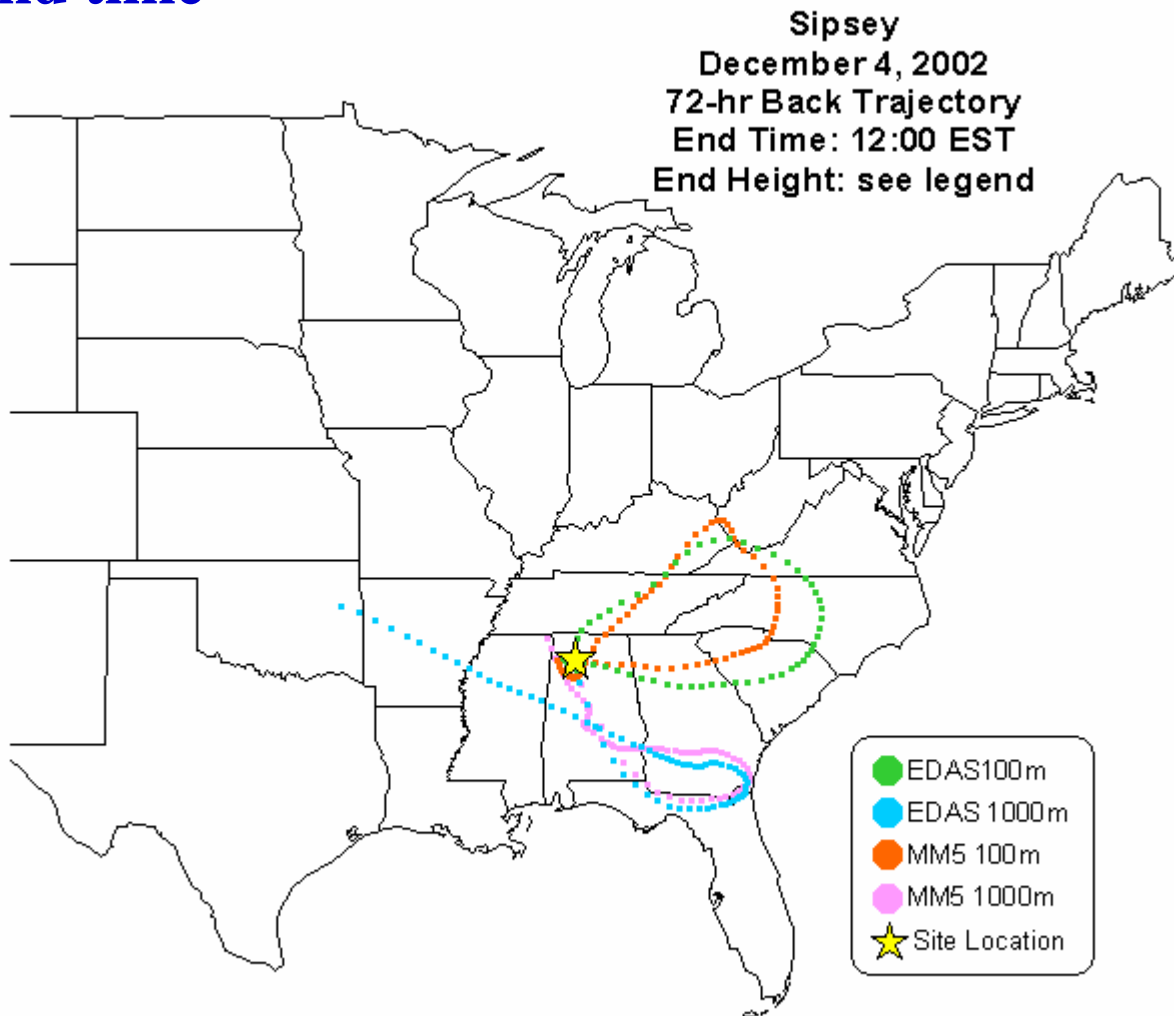 Sipsey
December 4, 2002
72-hr Back Trajectory
End Time: 12:00 EST
End Height: see legend
EDAS100m
EDAS 1000m
MM5 100m
MM5 1000m
Site Location